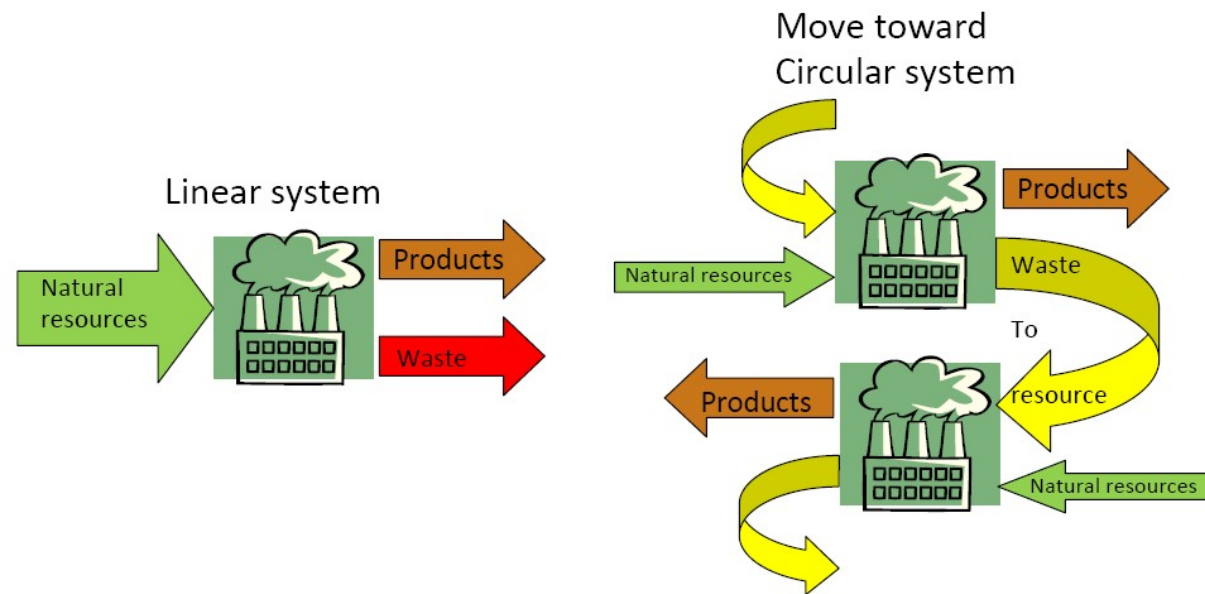 Linear system
Natural
resources
Products
Waste
Move toward
Circular system
Products
Natural resources
Waste
To
resource
Products
Natural resources